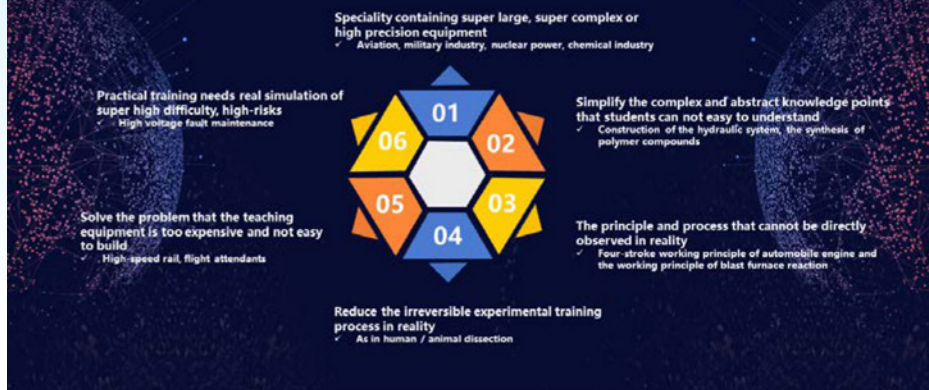 Speciality containing super large, super complex or
high precision equipment
✓ Aviation, military industry, nuclear power, chemical industry
01
Simplify the complex and abstract knowledge points
that students can not easy to understand
✓ Construction of the hydraulic system, the synthesis of
polymer compounds
02
The principle and process that cannot be directly
observed in reality
✓ Four-stroke working principle of automobile engine and
the working principle of blast furnace reaction
03
Reduce the irreversible experimental training
process in reality
✓ As in human / animal dissection
04
Solve the problem that the teaching
equipment is too expensive and not easy
to build
✓ . High-speed rail, flight attendants
05
Practical training needs real simulation of
super high difficulty, high-risks
✓ . High voltage fault maintenance
06